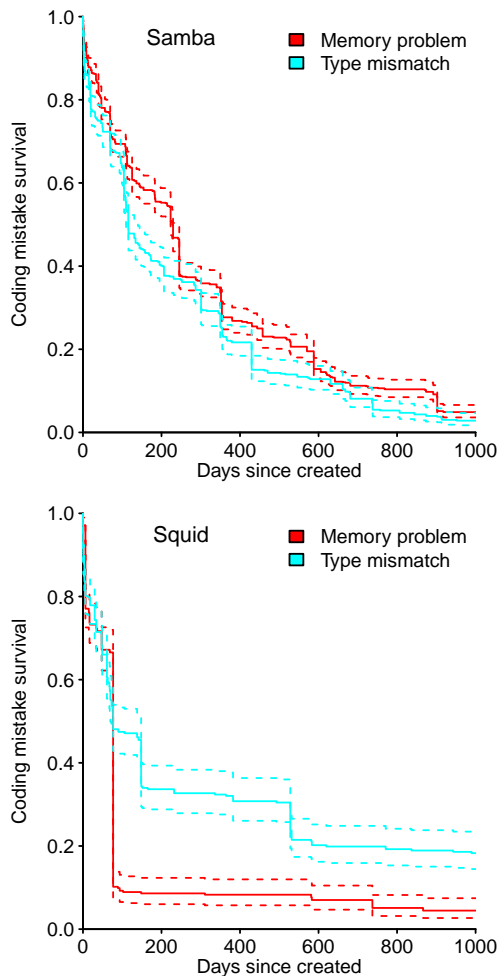 Samba
Memory problem
Type mismatch
Coding mistake survival
1.0
0.8
0.6
0.4
0.2
0.0
0
200
400
600
800
1000
Days since created
Squid
Memory problem
Type mismatch
Coding mistake survival
1.0
0.8
0.6
0.4
0.2
0.0
0
200
400
600
800
1000
Days since created